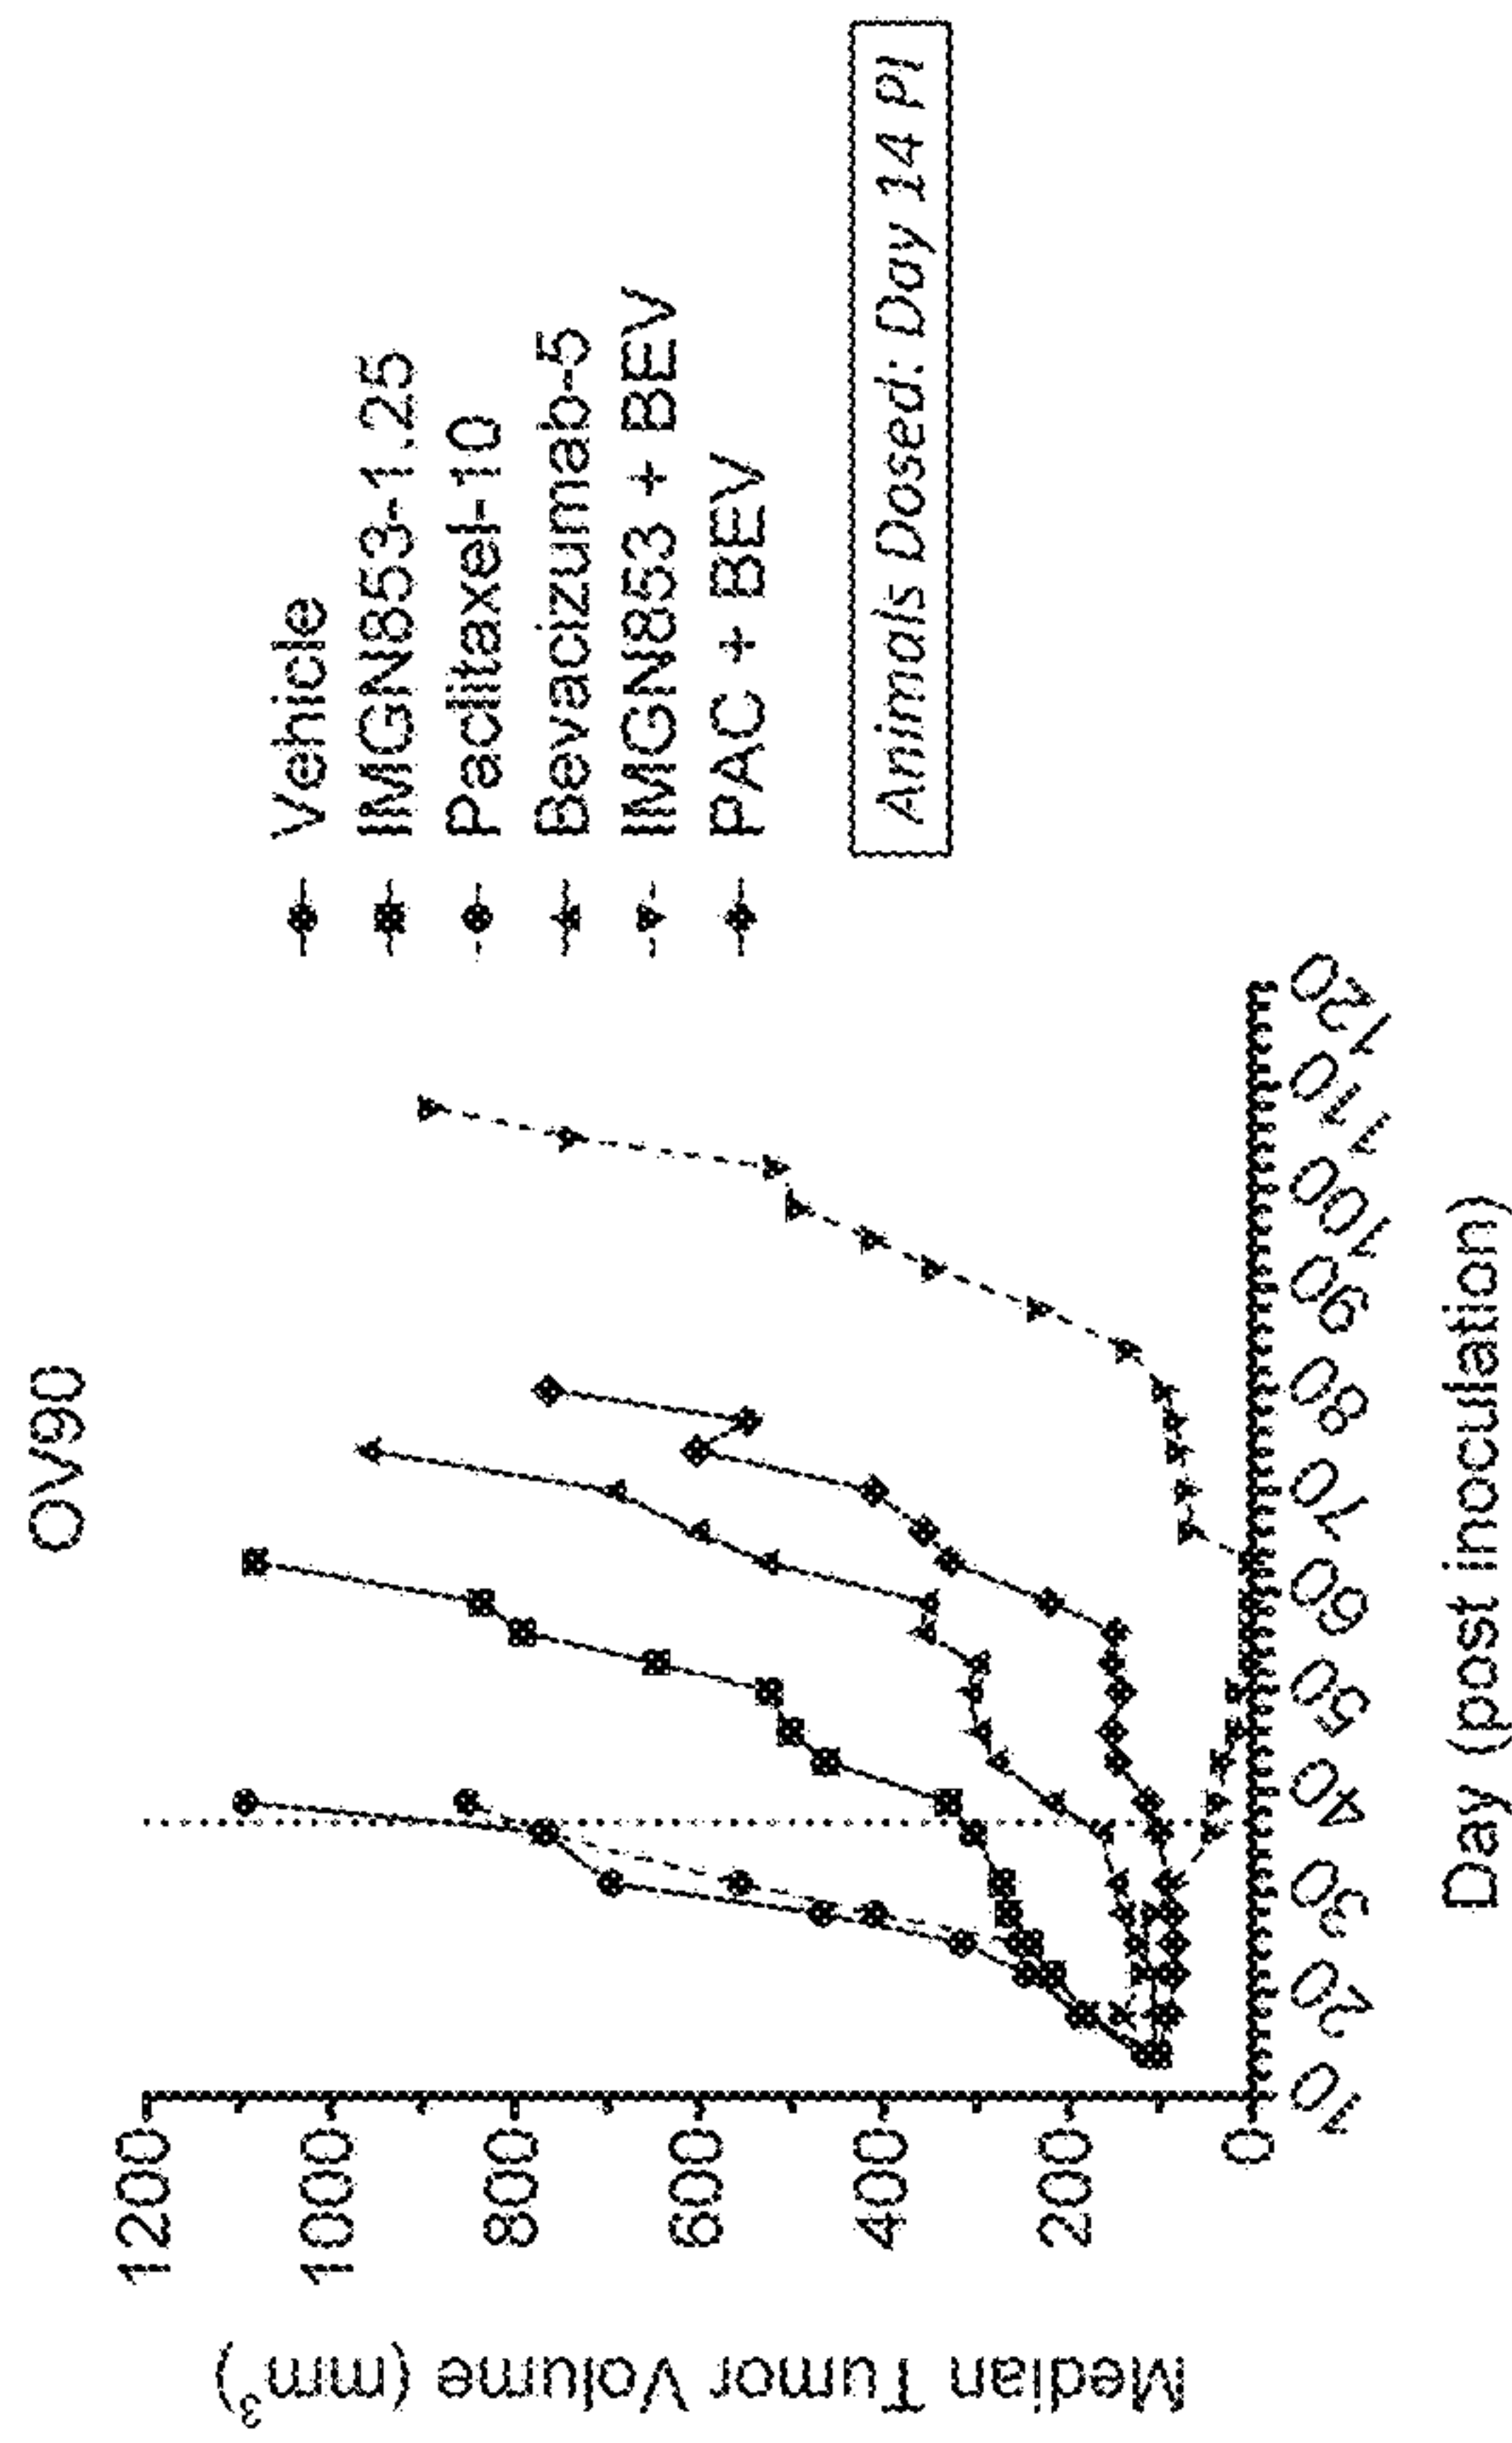 OV90
Median Tumor Volume (mm³)
1200
1000
800
600
400
200
0
10 20 30 40 50 60 70 80 90 100 110 120
Day (post inoculation)
Vehicle
IMGN853-1.25
Paclitaxel-10
Bevacizumab-5
IMGN853 + BEV
PAC + BEV
Animals Dosed: Day 14 PI